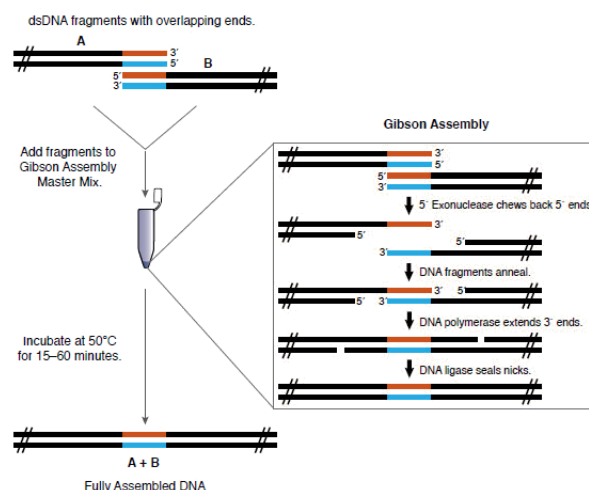 dsDNA fragments with overlapping ends.
A
3´
5´
5´
B
3´
Add fragments to
Gibson Assembly
Master Mix.
Incubate at 50°C
for 15–60 minutes.
A + B
Fully Assembled DNA
Gibson Assembly
3´
5´
5´
3´
5´ Exonuclease chews back 5´ ends
3´
5´
5´
3´
DNA fragments anneal.
3´ 5´
5´ 3´
DNA polymerase extends 3´ ends.
DNA ligase seals nicks.